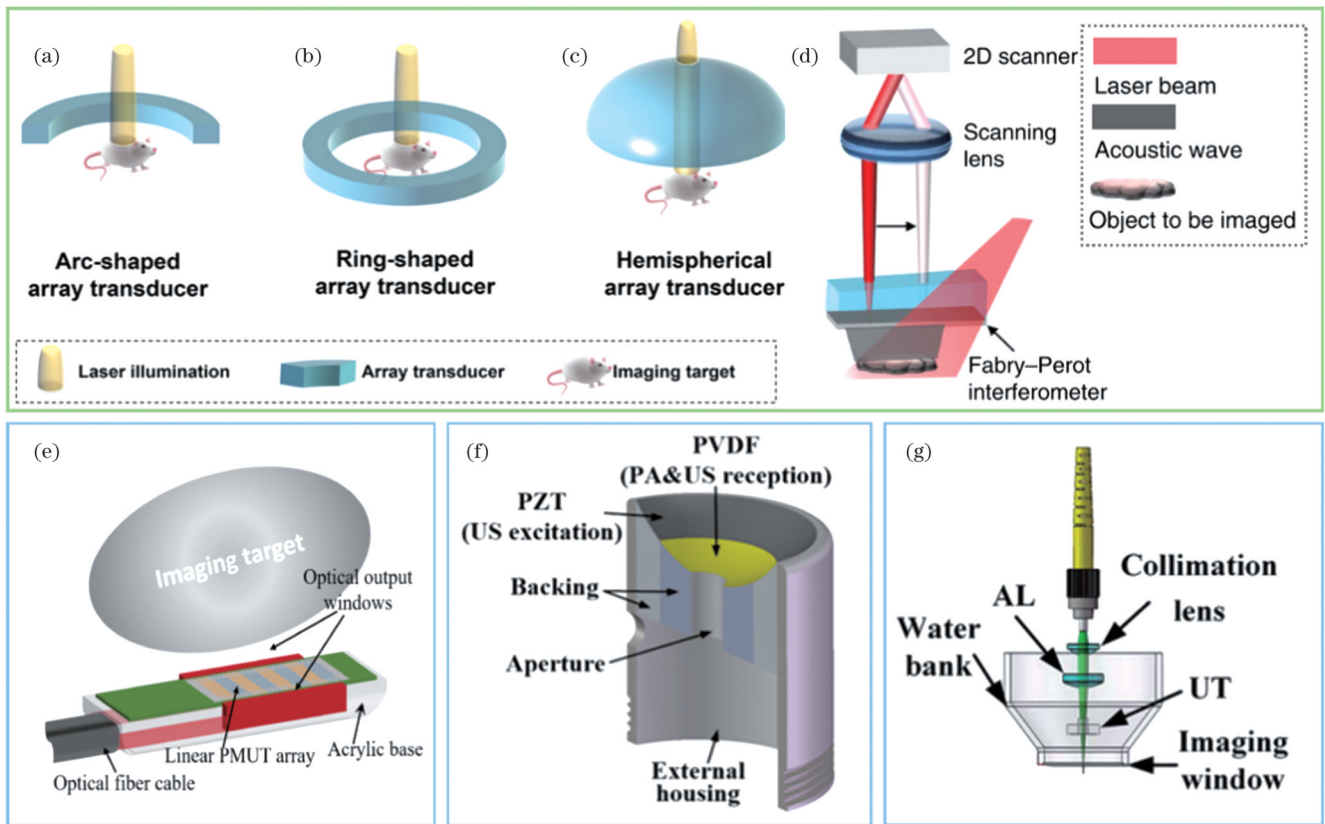 (a)
Arc-shaped
array transducer
(b)
Ring-shaped
array transducer
(c)
Hemispherical
array transducer
Laser illumination
Array transducer
Imaging target
(d)
2D scanner
Scanning
lens
Fabry–Perot
interferometer
Laser beam
Acoustic wave
Object to be imaged
(e)
Imaging target
Optical output
windows
Linear PMUT array
Acrylic base
Optical fiber cable
(f)
PVDF
(PA&US reception)
PZT
(US excitation)
Backing
Aperture
External
housing
(g)
Collimation
lens
AL
Water
bank
UT
Imaging
window